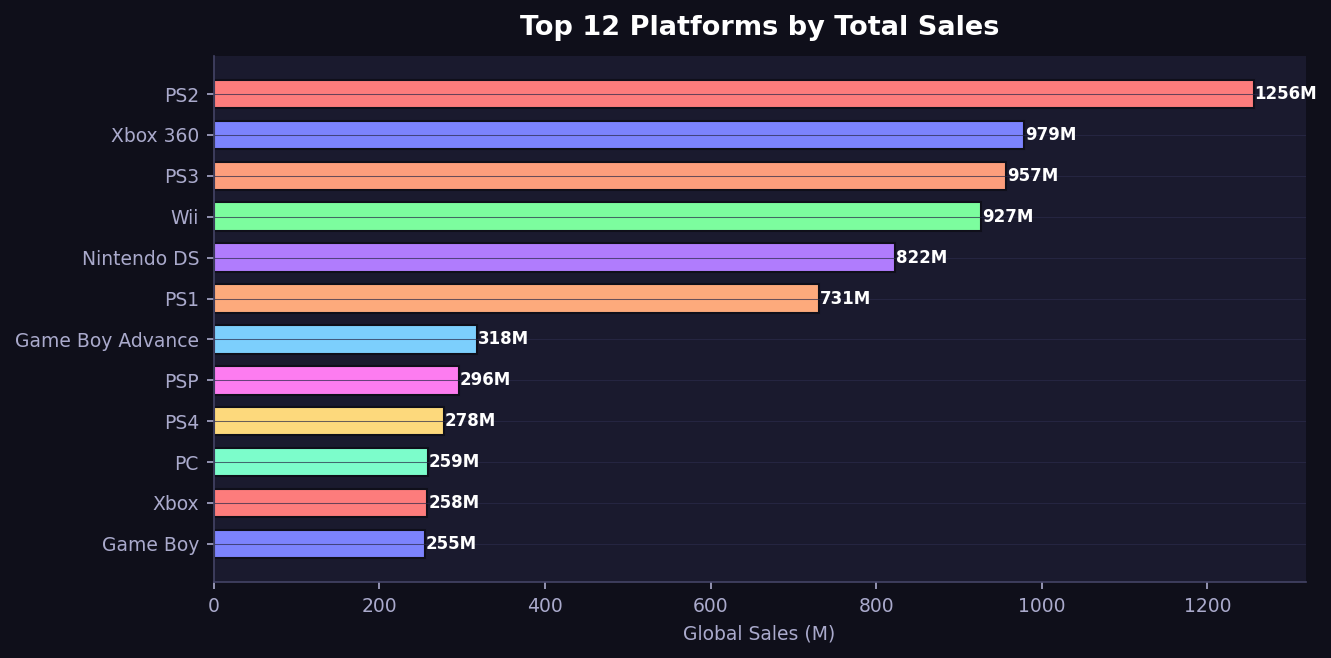 Top 12 Platforms by Total Sales
PS2 1256M
Xbox 360 979M
PS3 957M
Wii 927M
Nintendo DS 822M
PS1 731M
Game Boy Advance 318M
PSP 296M
PS4 278M
PC 259M
Xbox 258M
Game Boy 255M
0 200 400 600 800 1000 1200
Global Sales (M)